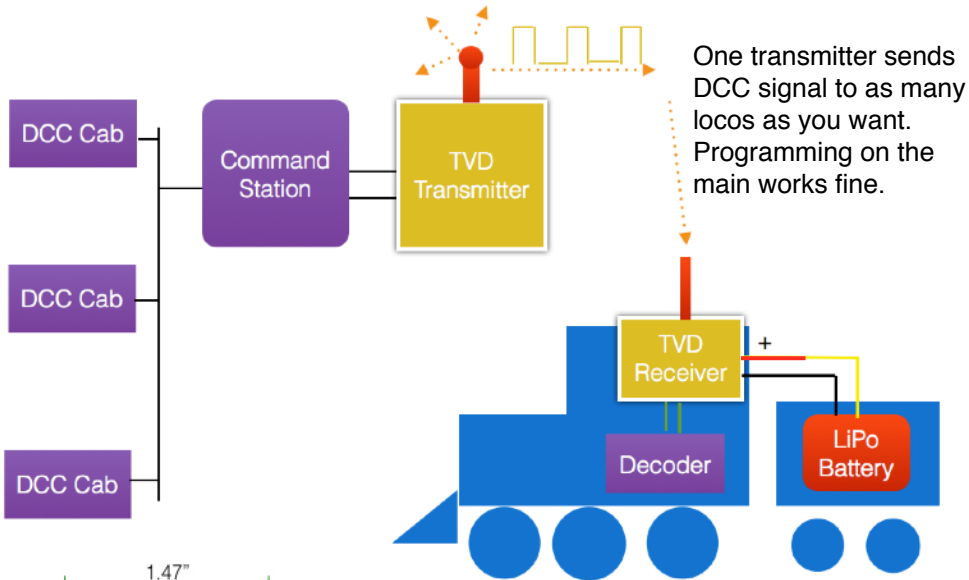 One transmitter sends
DCC signal to as many
locos as you want.
Programming on the
main works fine.
DCC Cab
Command
Station
TVD
Transmitter
DCC Cab
TVD
Receiver
+
LiPo
Battery
Decoder
DCC Cab
1.47”